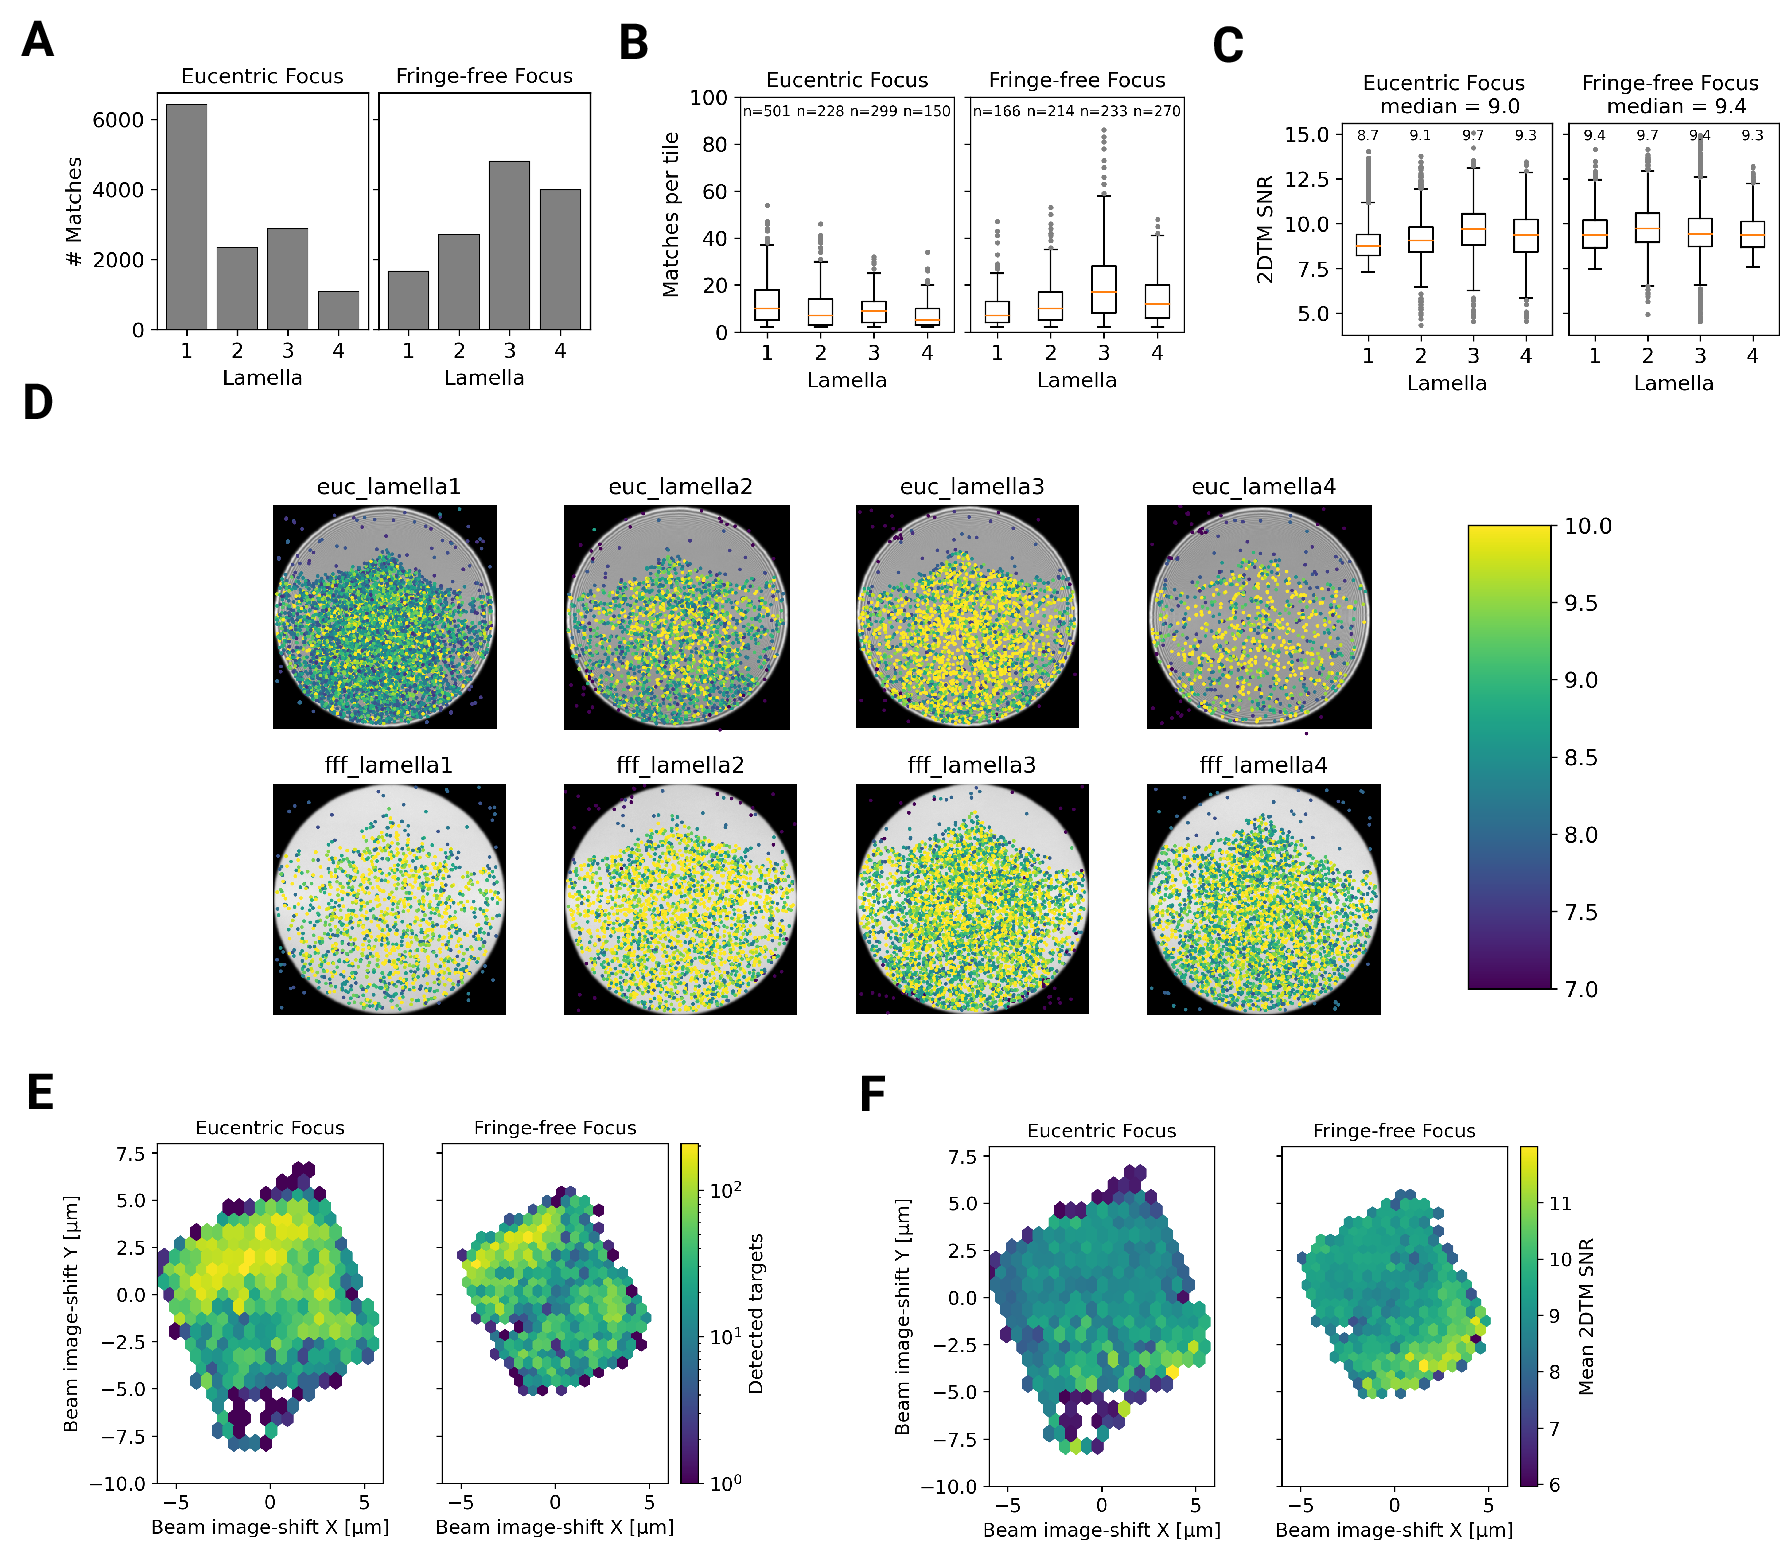 A
Eucentric Focus
Fringe-free Focus
# Matches
6000
4000
2000
0
1 2 3 4
1 2 3 4
Lamella
Lamella
B
Eucentric Focus
Fringe-free Focus
Matches per tile
100
80
60
40
20
0
n=501 n=228 n=299 n=150
n=166 n=214 n=233 n=270
1 2 3 4
1 2 3 4
Lamella
Lamella
C
Eucentric Focus
median = 9.0
Fringe-free Focus
median = 9.4
2DTM SNR
15.0
12.5
10.0
7.5
5.0
8.7 9.1 9.7 9.3
9.4 9.7 9.4 9.3
1 2 3 4
1 2 3 4
Lamella
Lamella
D
euc_lamella1
euc_lamella2
euc_lamella3
euc_lamella4
fff_lamella1
fff_lamella2
fff_lamella3
fff_lamella4
10.0
9.5
9.0
8.5
8.0
7.5
7.0
E
Eucentric Focus
Fringe-free Focus
Beam image-shift Y [µm]
7.5
5.0
2.5
0.0
−2.5
−5.0
−7.5
−10.0
−5 0 5
−5 0 5
Beam image-shift X [µm]
Beam image-shift X [µm]
10²
10¹
10⁰
Detected targets
F
Eucentric Focus
Fringe-free Focus
Beam image-shift Y [µm]
7.5
5.0
2.5
0.0
−2.5
−5.0
−7.5
−10.0
−5 0 5
−5 0 5
Beam image-shift X [µm]
Beam image-shift X [µm]
11
10
9
8
7
6
Mean 2DTM SNR